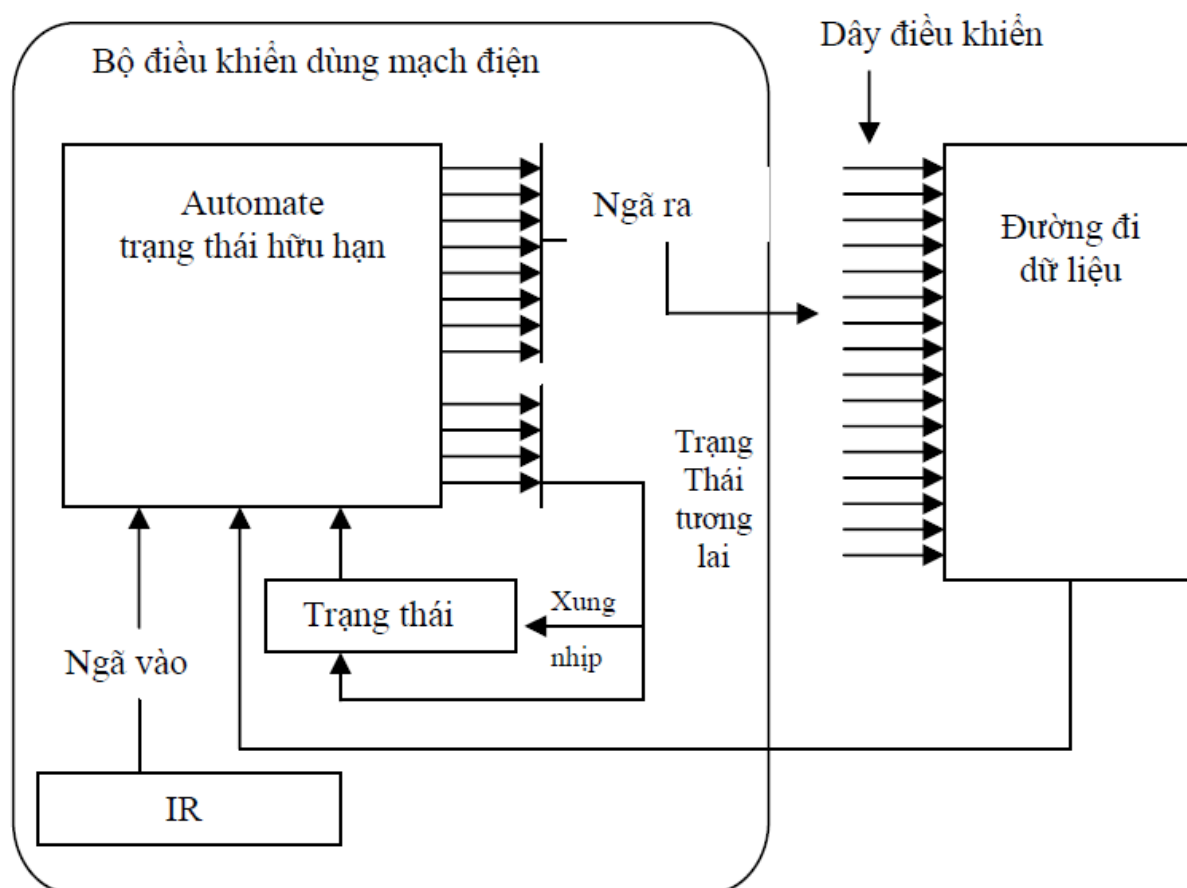 Bộ điều khiển dùng mạch điện
Dây điều khiển
Automate
trạng thái hữu hạn
Ngã ra
Đường đi
dữ liệu
Trạng
Thái
tương
lai
Trạng thái
Xung
nhịp
Ngã vào
IR